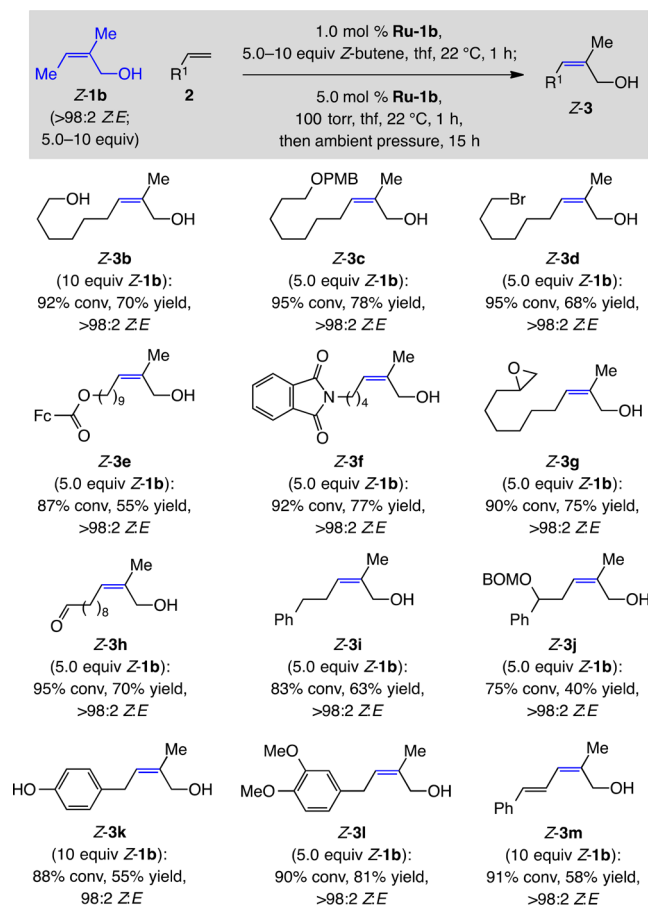 Me
Me
OH
Z-1b
(>98:2 Z:E;
5.0–10 equiv)
R1
2
1.0 mol % Ru-1b,
5.0–10 equiv Z-butene, thf, 22 °C, 1 h;
5.0 mol % Ru-1b,
100 torr, thf, 22 °C, 1 h,
then ambient pressure, 15 h
Me
R1
OH
Z-3
OH
Me
OH
Z-3b
(10 equiv Z-1b):
92% conv, 70% yield,
>98:2 Z:E
OPMB
Me
OH
Z-3c
(5.0 equiv Z-1b):
95% conv, 78% yield,
>98:2 Z:E
Br
Me
OH
Z-3d
(5.0 equiv Z-1b):
95% conv, 68% yield,
>98:2 Z:E
Me
O
( )9
OH
Fc
O
Z-3e
(5.0 equiv Z-1b):
87% conv, 55% yield,
>98:2 Z:E
O
Me
N
( )4
OH
O
Z-3f
(5.0 equiv Z-1b):
92% conv, 77% yield,
>98:2 Z:E
O
Me
OH
Z-3g
(5.0 equiv Z-1b):
90% conv, 75% yield,
>98:2 Z:E
Me
( )8
OH
O
Z-3h
(5.0 equiv Z-1b):
95% conv, 70% yield,
>98:2 Z:E
Me
OH
Ph
Z-3i
(5.0 equiv Z-1b):
83% conv, 63% yield,
>98:2 Z:E
BOMO
Me
OH
Ph
Z-3j
(5.0 equiv Z-1b):
75% conv, 40% yield,
>98:2 Z:E
Me
HO
OH
Z-3k
(10 equiv Z-1b):
88% conv, 55% yield,
98:2 Z:E
MeO
Me
MeO
OH
Z-3l
(5.0 equiv Z-1b):
90% conv, 81% yield,
>98:2 Z:E
Me
OH
Ph
Z-3m
(10 equiv Z-1b):
91% conv, 58% yield,
>98:2 Z:E